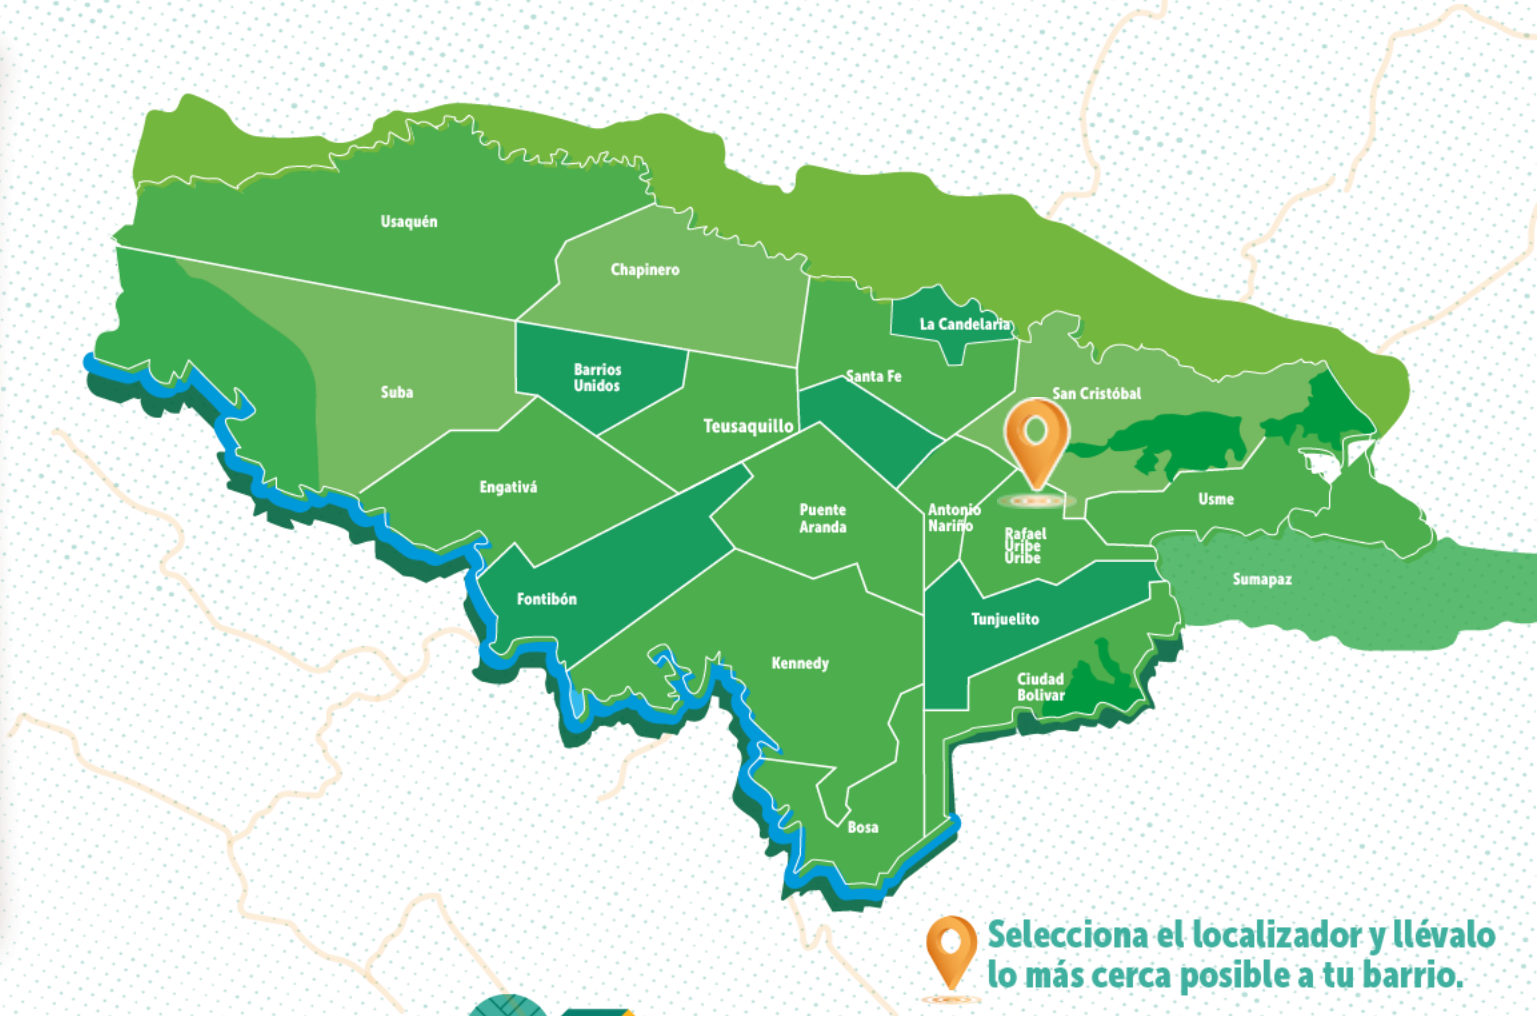 Usaquén
Chapinero
La Candelaria
Barrios
Unidos
Santa Fe
Suba
San Cristóbal
Teusaquillo
Engativá
Usme
Puente
Aranda
Antonio
Nariño
Rafael
Uribe
Uribe
Sumapaz
Fontibón
Tunjuelito
Kennedy
Ciudad
Bolivar
Bosa
Selecciona el localizador y llévalo
lo más cerca posible a tu barrio.